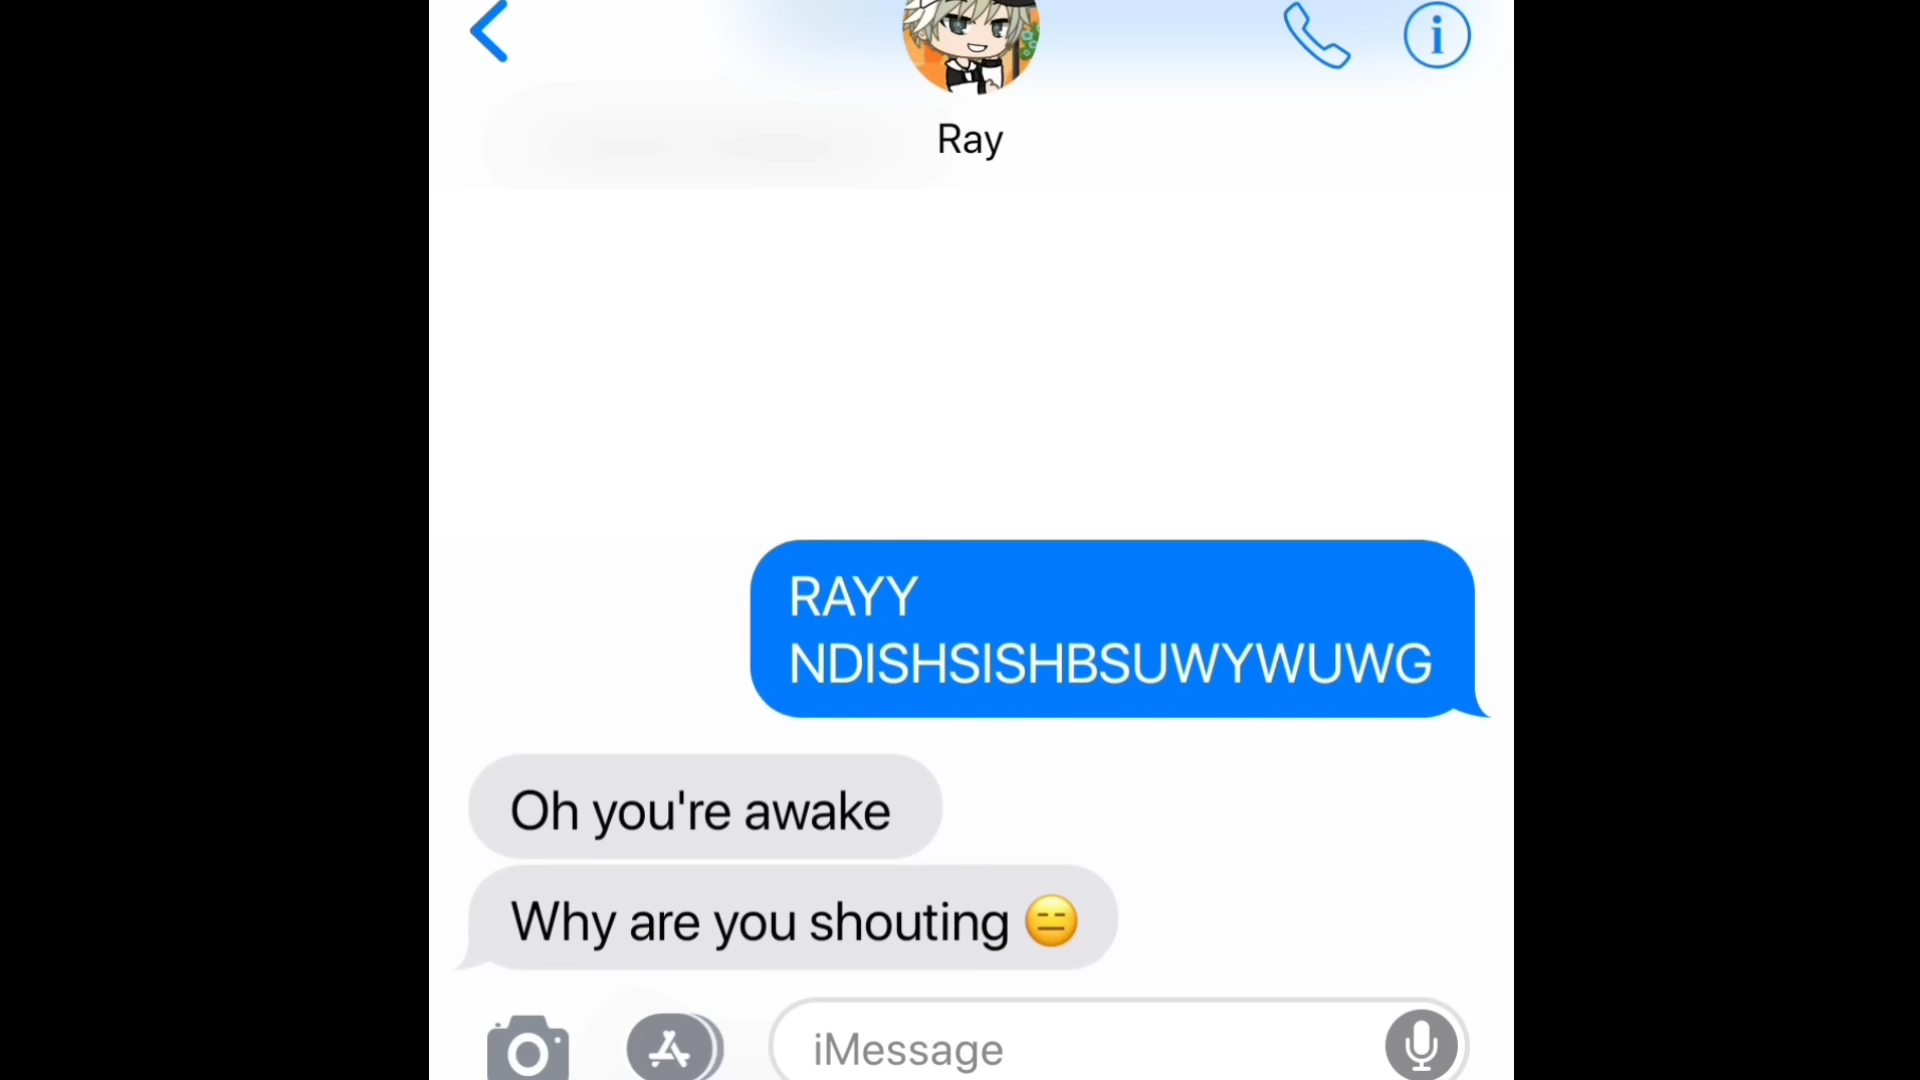 Ray
RAYY
NDISHSISHBSUWYWUWG
Oh you're awake
Why are you shouting 😑
iMessage